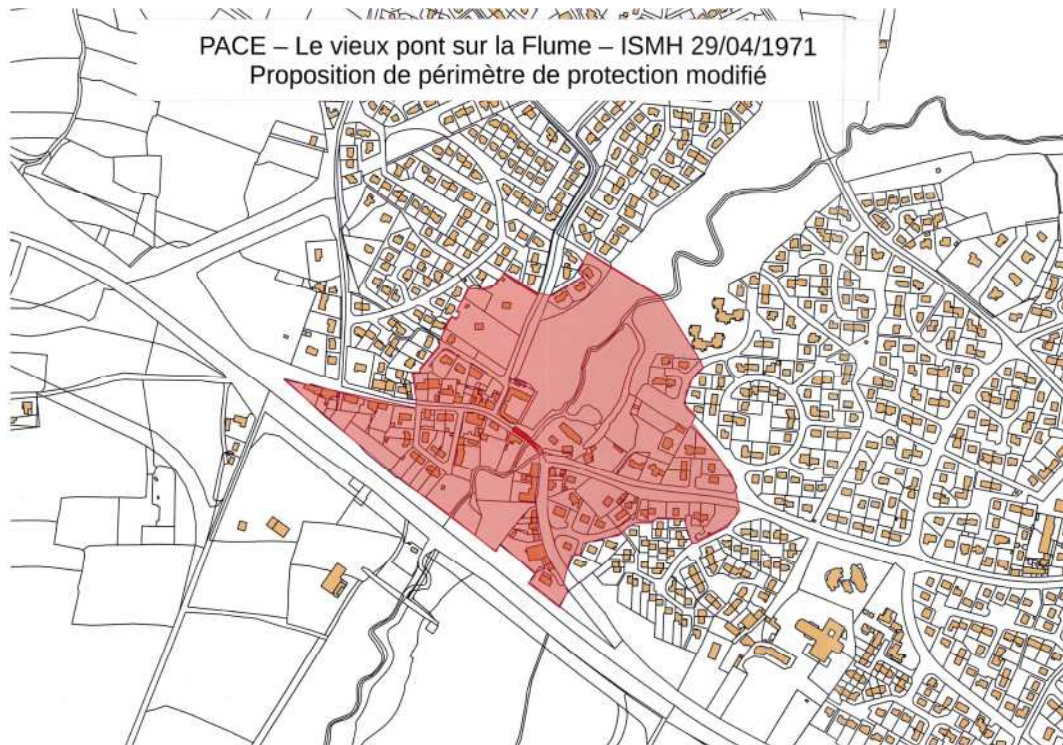 PACE – Le vieux pont sur la Flume – ISMH 29/04/1971
Proposition de périmètre de protection modifié